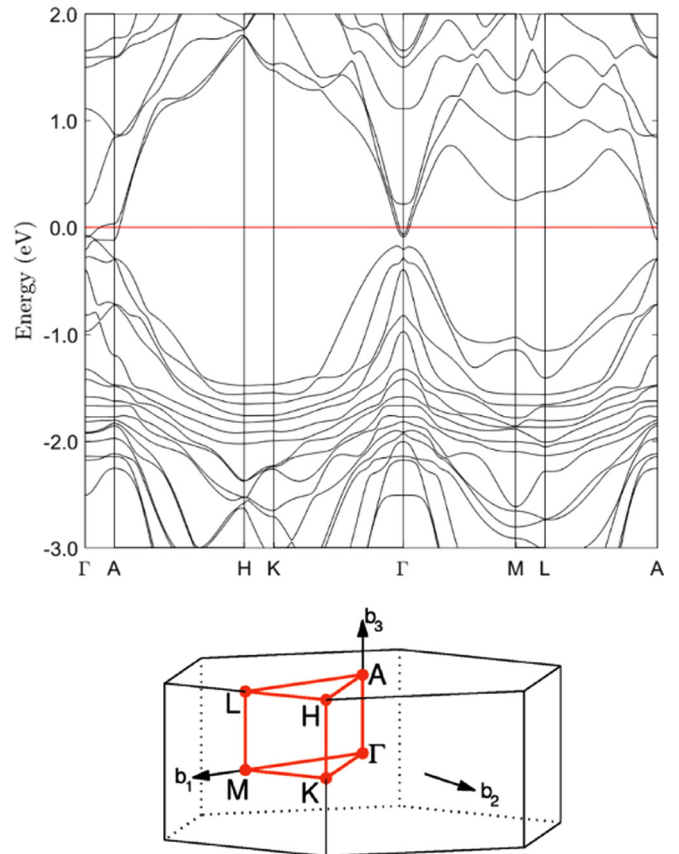 2.0
1.0
0.0
-1.0
-2.0
-3.0
Energy (eV)
Γ A H K Γ M L A
b3
A
L
H
Γ
b1
M
K
b2